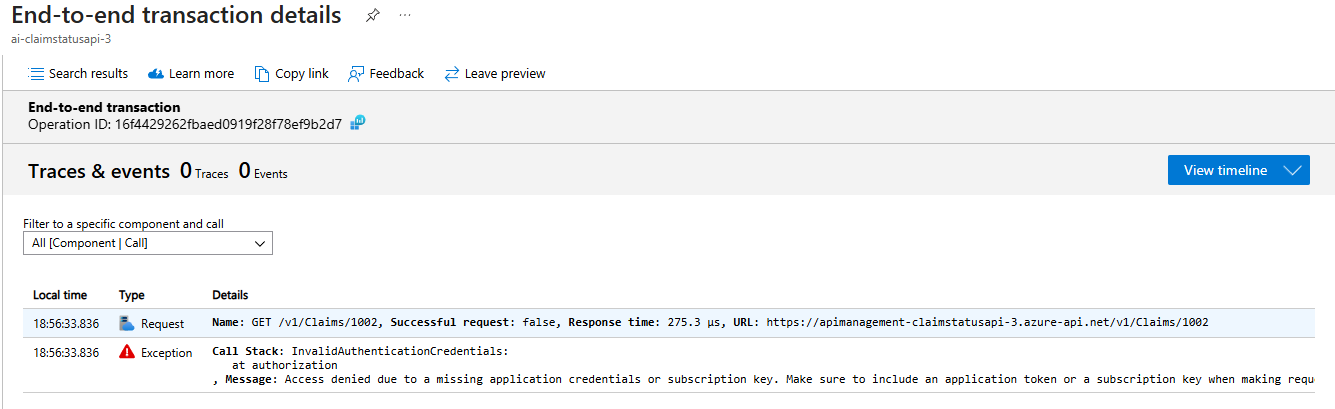 End-to-end transaction details
ai-claimstatusapi-3
Search results Learn more Copy link Feedback Leave preview
End-to-end transaction
Operation ID: 16f4429262fbaed0919f28f78ef9b2d7
Traces & events 0 Traces 0 Events View timeline
Filter to a specific component and call
All [Component | Call]
Local time Type Details
18:56:33.836 Request Name: GET /v1/Claims/1002, Successful request: false, Response time: 275.3 μs, URL: https://apimanagement-claimstatusapi-3.azure-api.net/v1/Claims/1002
18:56:33.836 Exception Call Stack: InvalidAuthenticationCredentials:
at authorization
, Message: Access denied due to a missing application credentials or subscription key. Make sure to include an application token or a subscription key when making requ